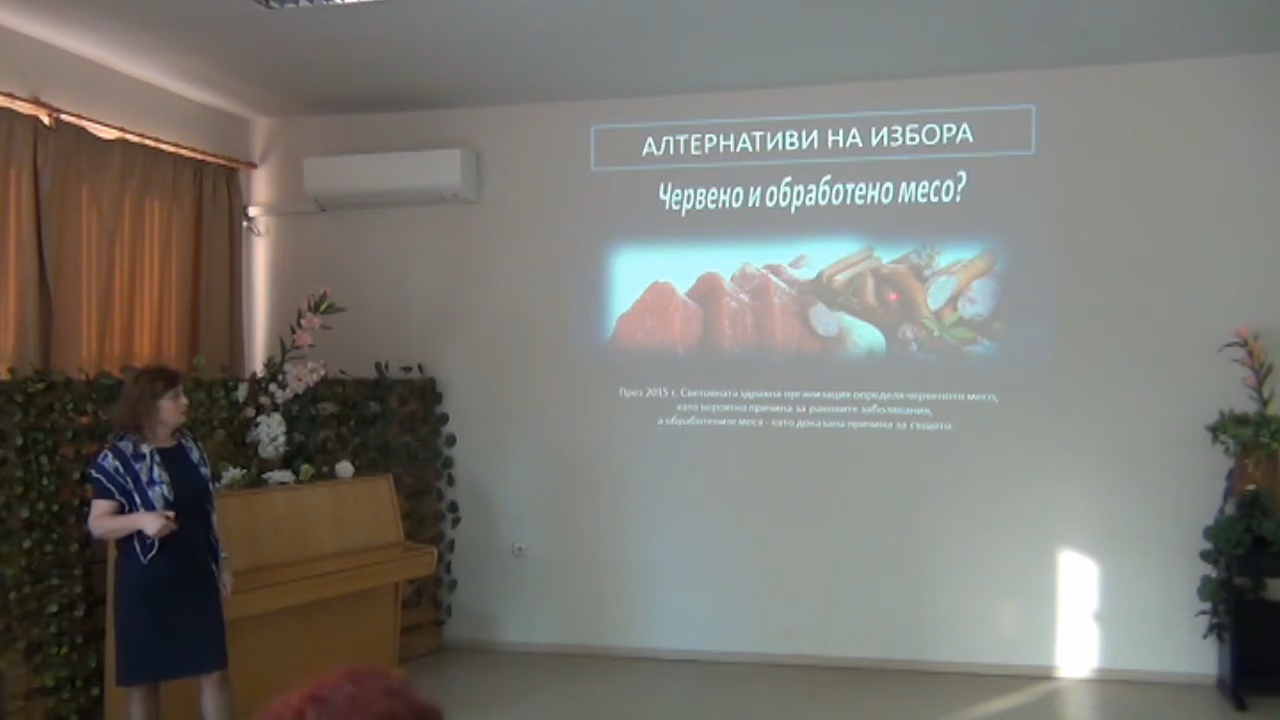 АЛТЕРНАТИВИ НА ИЗБОРА
Червено и обработено месо?
През 2015 г. Световната здравна организация определи червеното месо,
като вероятна причина за раковите заболявания,
а обработените меса - като доказана причина за същото.